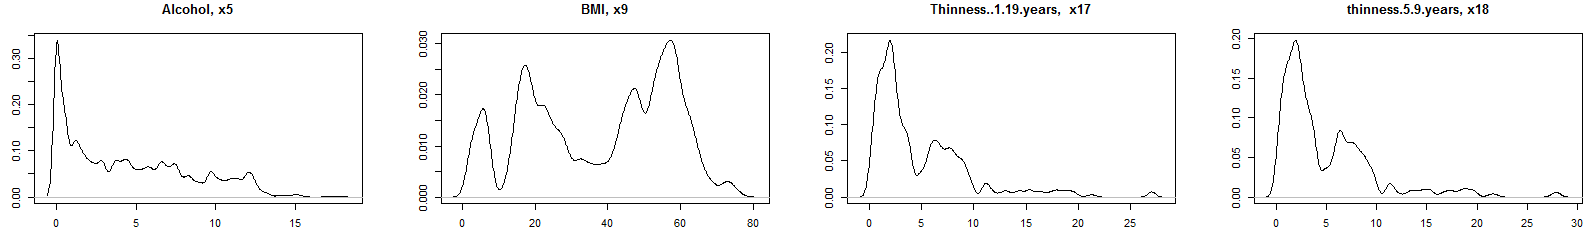 Alcohol, x5
0.00 0.10 0.20 0.30
0 5 10 15
BMI, x9
0.000 0.010 0.020 0.030
0 20 40 60 80
Thinness..1.19.years, x17
0.00 0.05 0.10 0.15 0.20
0 5 10 15 20 25
thinness.5.9.years, x18
0.00 0.05 0.10 0.15 0.20
0 5 10 15 20 25 30